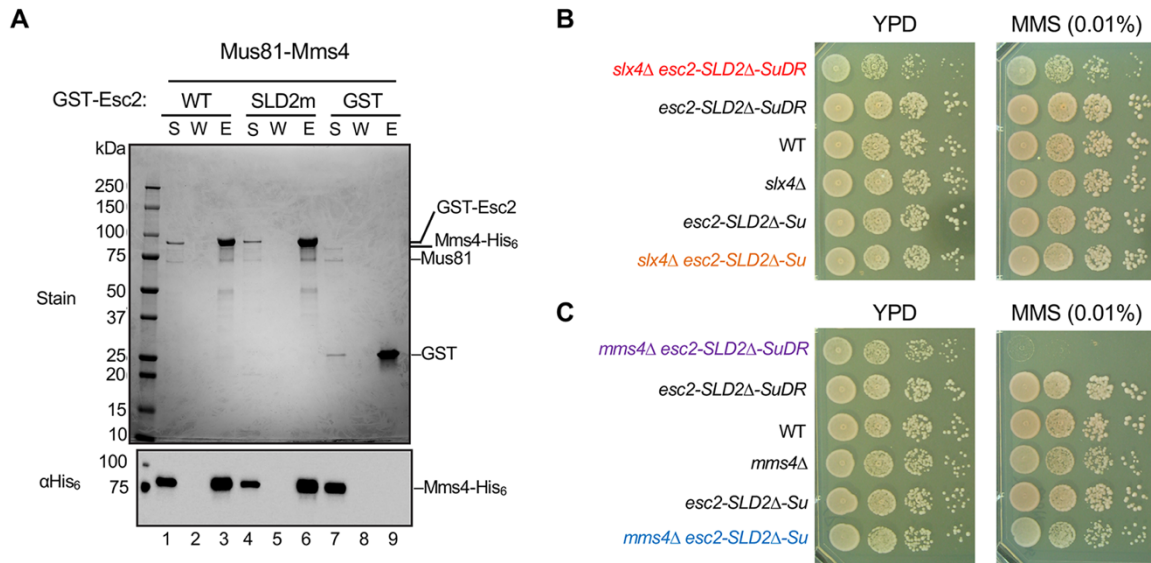 A
Mus81-Mms4
GST-Esc2: WT SLD2m GST
S W E S W E S W E
kDa
250
150
100
75
50
37
25
20
15
10
Stain
GST-Esc2
Mms4-His6
Mus81
GST
100
75
αHis6
Mms4-His6
1 2 3 4 5 6 7 8 9
B
YPD MMS (0.01%)
slx4Δ esc2-SLD2Δ-SuDR
esc2-SLD2Δ-SuDR
WT
slx4Δ
esc2-SLD2Δ-Su
slx4Δ esc2-SLD2Δ-Su
C
YPD MMS (0.01%)
mms4Δ esc2-SLD2Δ-SuDR
esc2-SLD2Δ-SuDR
WT
mms4Δ
esc2-SLD2Δ-Su
mms4Δ esc2-SLD2Δ-Su